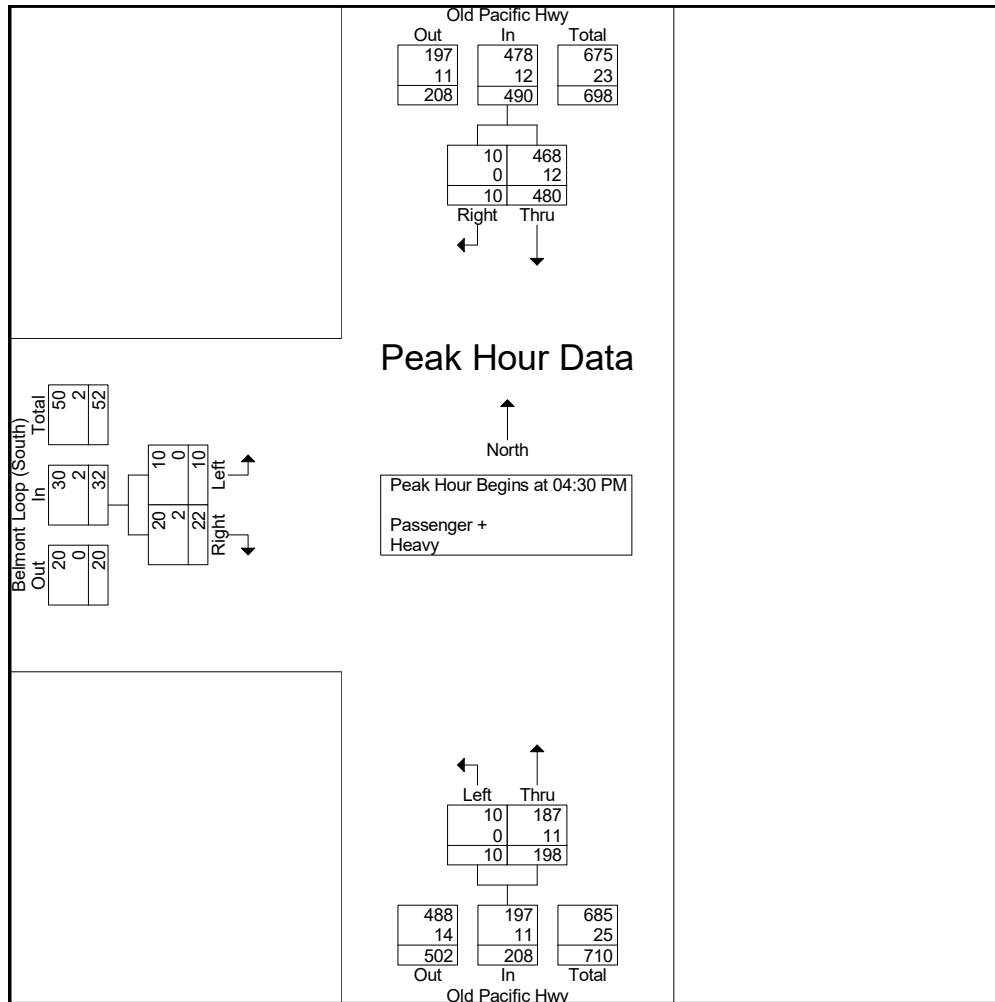 Old Pacific Hwy
Out In Total
197 478 675
11 12 23
208 490 698
10 468
0 12
10 480
Right Thru
Peak Hour Data
North
Peak Hour Begins at 04:30 PM
Passenger +
Heavy
Belmont Loop (South)
Out In Total
20 30 50
0 2 2
20 32 52
20 10
2 0
22 10
Right Left
Left Thru
10 187
0 11
10 198
488 197 685
14 11 25
502 208 710
Out In Total
Old Pacific Hwy